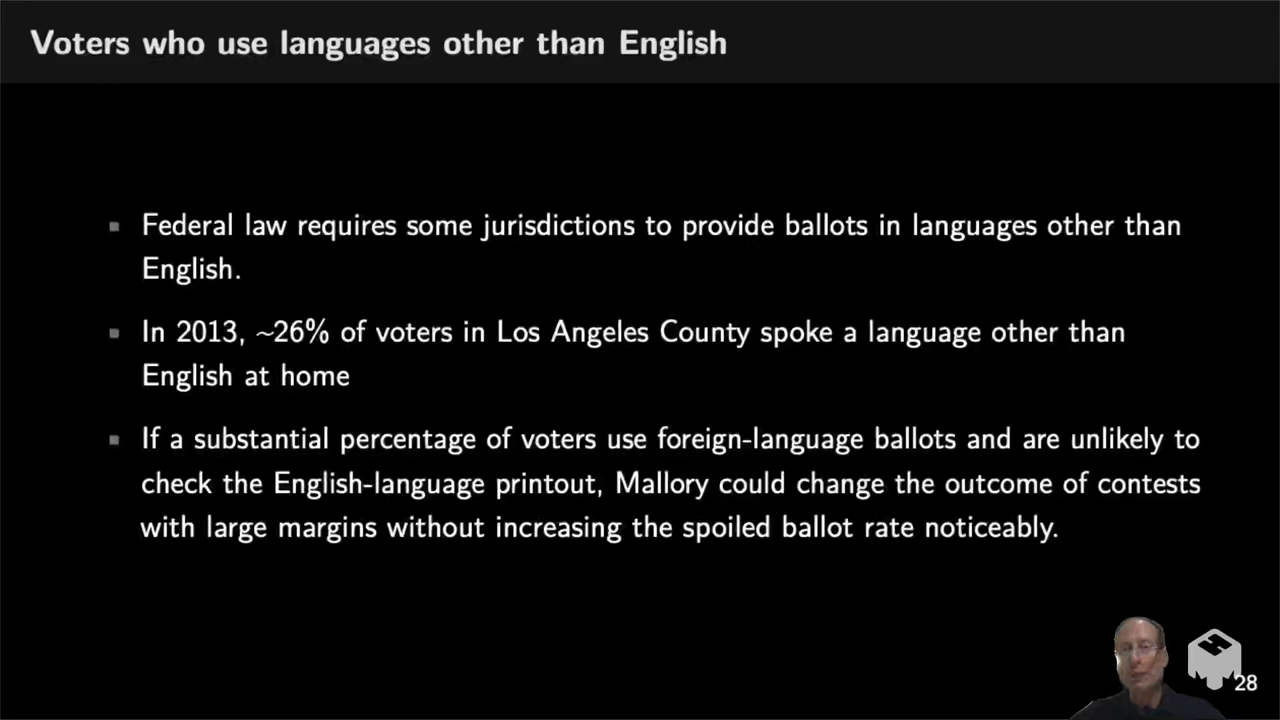 Voters who use languages other than English
Federal law requires some jurisdictions to provide ballots in languages other than
English.
In 2013, ~26% of voters in Los Angeles County spoke a language other than
English at home
If a substantial percentage of voters use foreign-language ballots and are unlikely to
check the English-language printout, Mallory could change the outcome of contests
with large margins without increasing the spoiled ballot rate noticeably.
28